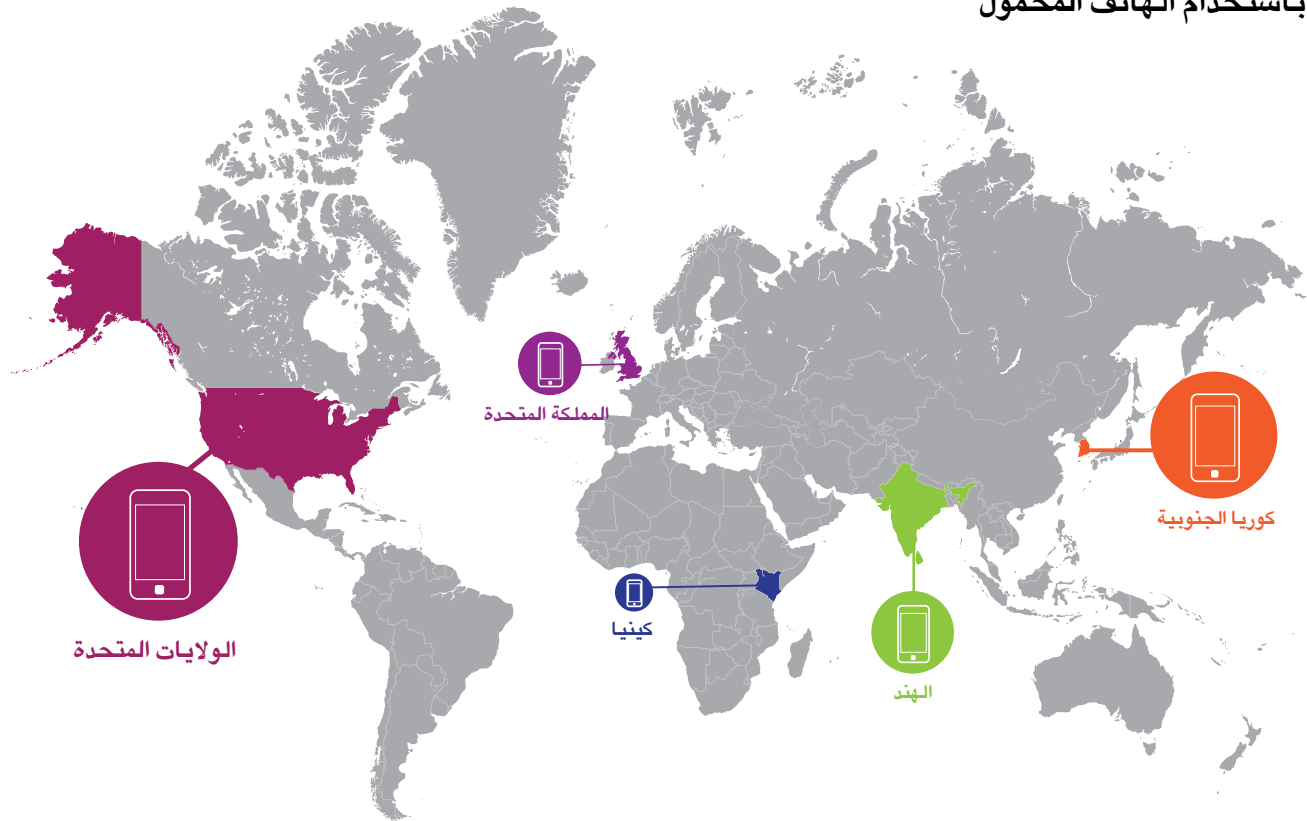 باستخدام الهاتف المحمول
المملكة المتحدة
كوريا الجنوبية
الولايات المتحدة
كينيا
الهند